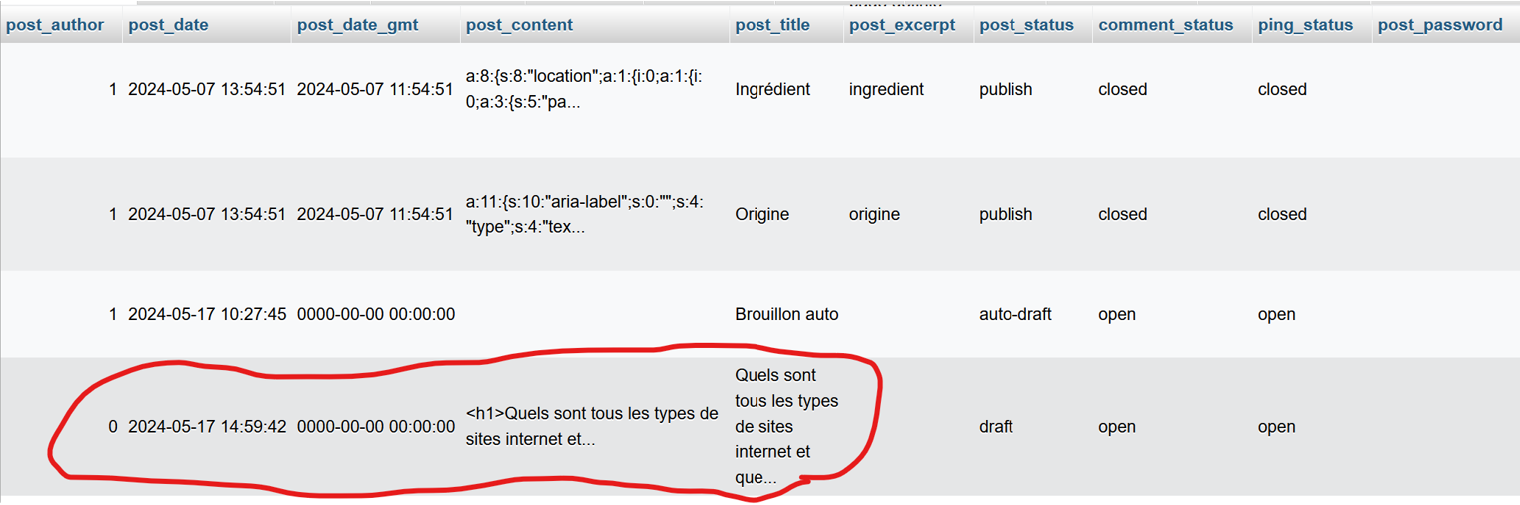 post_author post_date post_date_gmt post_content post_title post_excerpt post_status comment_status ping_status post_password
1 2024-05-07 13:54:51 2024-05-07 11:54:51 a:8:{s:8:"location";a:1:{i:0;a:1:{i:
0;a:3:{s:5:"pa... Ingrédient ingredient publish closed closed
1 2024-05-07 13:54:51 2024-05-07 11:54:51 a:11:{s:10:"aria-label";s:0:"";s:4:
"type";s:4:"tex... Origine origine publish closed closed
1 2024-05-17 10:27:45 0000-00-00 00:00:00 Brouillon auto auto-draft open open
0 2024-05-17 14:59:42 0000-00-00 00:00:00 <h1>Quels sont tous les types de
sites internet et...
Quels sont
tous les types
de sites
internet et
que...
draft open open